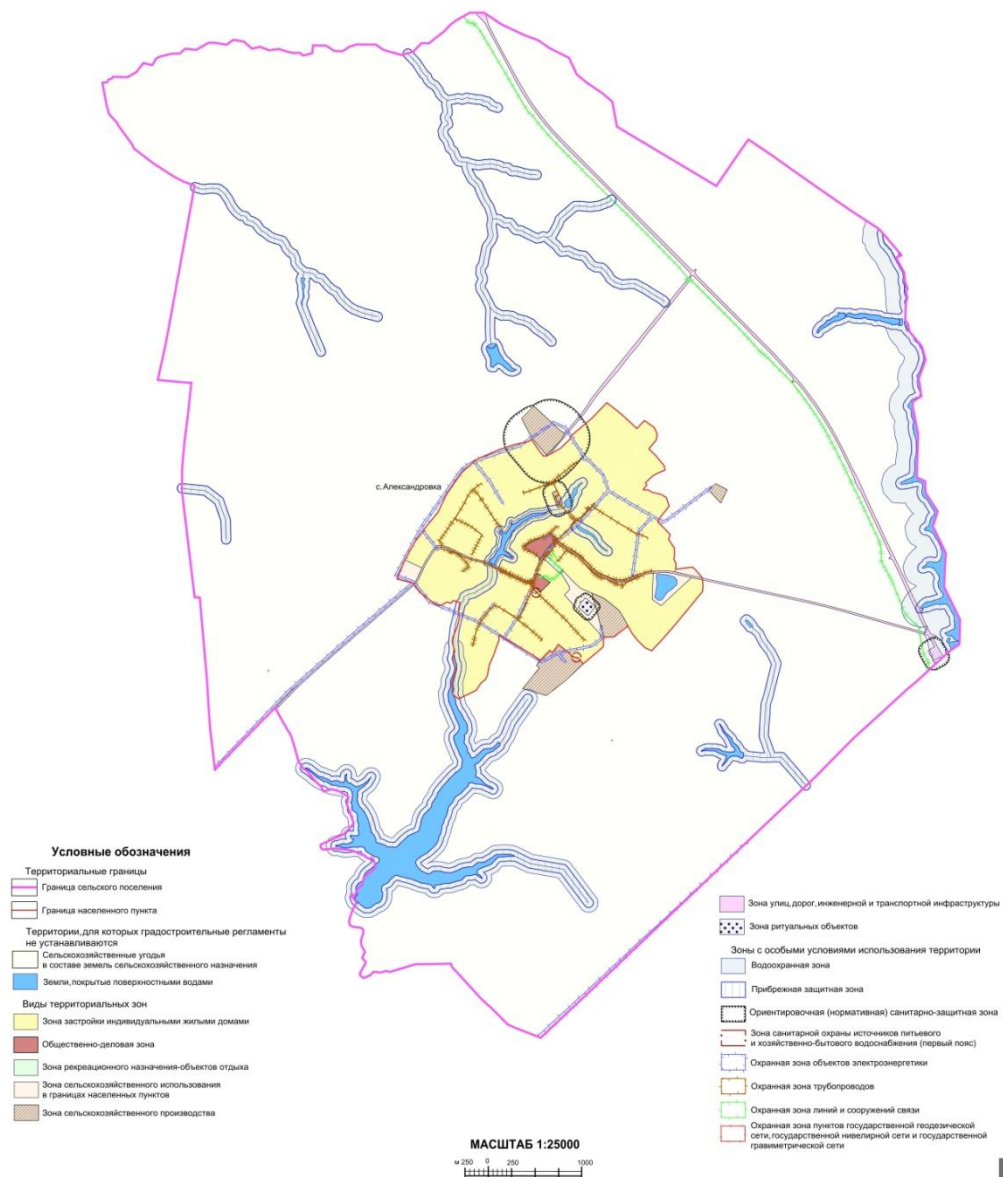 с. Александровка
Условные обозначения
Территориальные границы
Граница сельского поселения
Граница населенного пункта
Территории, для которых градостроительные регламенты
не устанавливаются
Сельскохозяйственные угодья
в составе земель сельскохозяйственного назначения
Земли, покрытые поверхностными водами
Виды территориальных зон
Зона застройки индивидуальными жилыми домами
Общественно-деловая зона
Зона рекреационного назначения-объектов отдыха
Зона сельскохозяйственного использования
в границах населенных пунктов
Зона сельскохозяйственного производства
Зона улиц, дорог, инженерной и транспортной инфраструктуры
Зона ритуальных объектов
Зоны с особыми условиями использования территории
Водоохранная зона
Прибрежная защитная зона
Ориентировочная (нормативная) санитарно-защитная зона
Зона санитарной охраны источников питьевого
и хозяйственно-бытового водоснабжения (первый пояс)
Охранная зона объектов электроэнергетики
Охранная зона трубопроводов
Охранная зона линий и сооружений связи
Охранная зона пунктов государственной геодезической
сети, государственной нивелирной сети и государственной
гравиметрической сети
МАСШТАБ 1:25000
м 250 0 250 1000